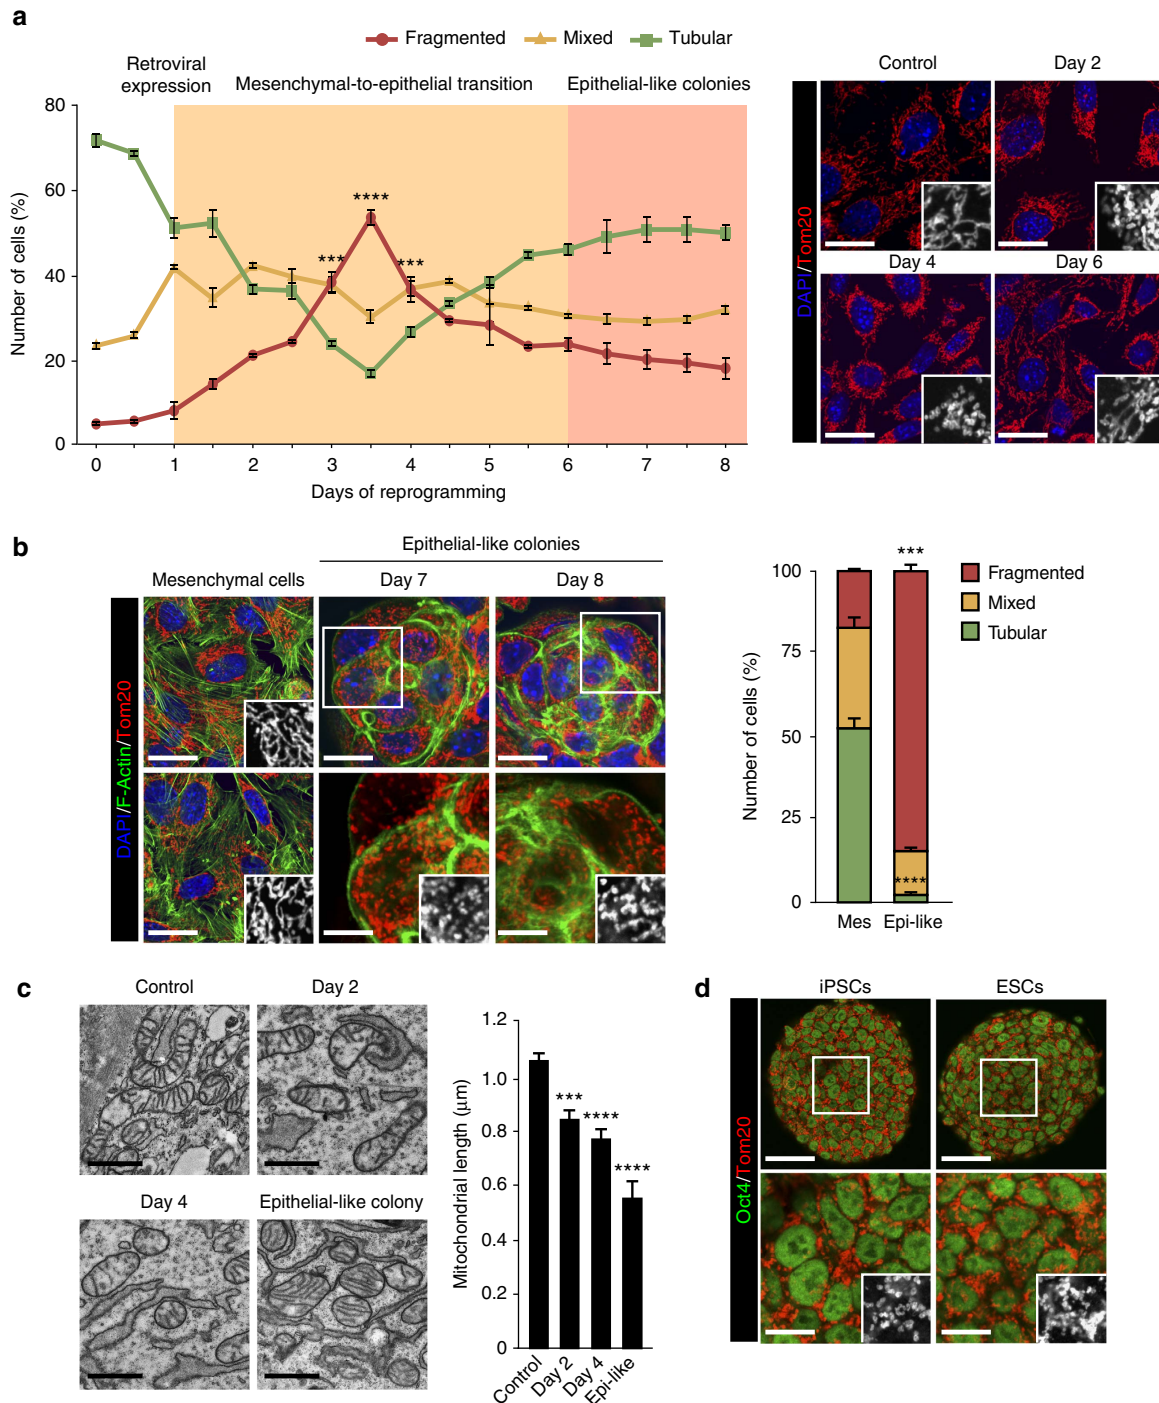 a
Fragmented Mixed Tubular
Retroviral expression
Mesenchymal-to-epithelial transition
Epithelial-like colonies
Number of cells (%)
80
60
40
20
0
***
****
***
0 1 2 3 4 5 6 7 8
Days of reprogramming
DAPI/Tom20
Control Day 2
Day 4 Day 6
b
Epithelial-like colonies
Mesenchymal cells Day 7 Day 8
DAPI/F-Actin/Tom20
Number of cells (%)
100
75
50
25
0
***
****
Mes Epi-like
Fragmented
Mixed
Tubular
c
Control Day 2
Day 4 Epithelial-like colony
Mitochondrial length (μm)
1.2
1.0
0.8
0.6
0.4
0.2
0
***
****
****
Control Day 2 Day 4 Epi-like
d
iPSCs ESCs
Oct4/Tom20